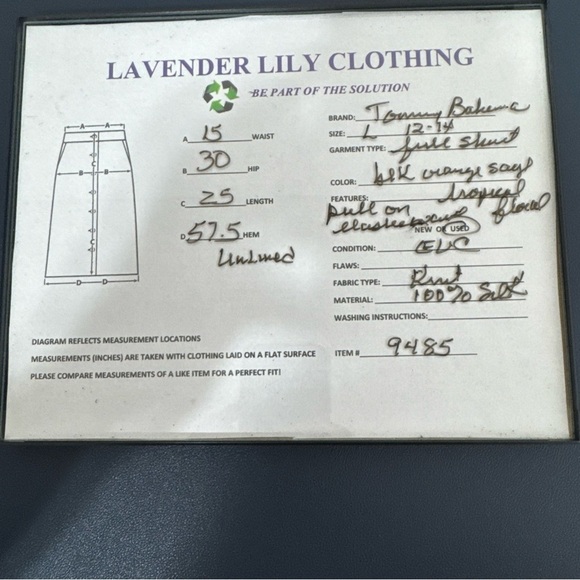 LAVENDER LILY CLOTHING
BE PART OF THE SOLUTION
A A
B B
C
C
D D
A 15 WAIST
B 30 HIP
C 25 LENGTH
D 57.5 HEM
Unlined
BRAND: Tommy Bahama
SIZE: L 12-14
GARMENT TYPE: full skirt
COLOR: blk orange sage
FEATURES: tropical floral
pull on
elastic
NEW OR USED
CONDITION: EUC
FLAWS:
FABRIC TYPE: Knit
MATERIAL: 100% Silk
WASHING INSTRUCTIONS:
ITEM # 9485
DIAGRAM REFLECTS MEASUREMENT LOCATIONS
MEASUREMENTS (INCHES) ARE TAKEN WITH CLOTHING LAID ON A FLAT SURFACE
PLEASE COMPARE MEASUREMENTS OF A LIKE ITEM FOR A PERFECT FIT!